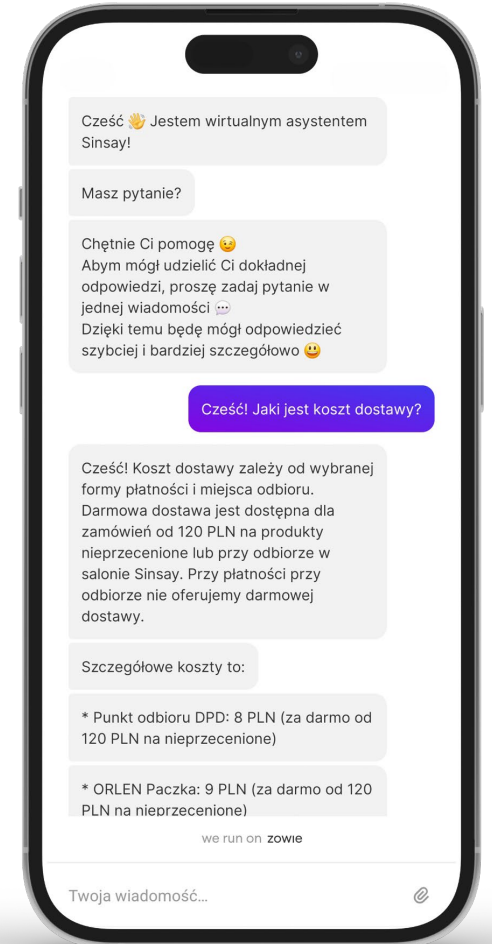 Cześć 👋 Jestem wirtualnym asystentem
Sinsay!
Masz pytanie?
Chętnie Ci pomogę 😉
Abym mógł udzielić Ci dokładnej
odpowiedzi, proszę zadaj pytanie w
jednej wiadomości 💬
Dzięki temu będę mógł odpowiedzieć
szybciej i bardziej szczegółowo 😃
Cześć! Jaki jest koszt dostawy?
Cześć! Koszt dostawy zależy od wybranej
formy płatności i miejsca odbioru.
Darmowa dostawa jest dostępna dla
zamówień od 120 PLN na produkty
nieprzecenione lub przy odbiorze w
salonie Sinsay. Przy płatności przy
odbiorze nie oferujemy darmowej
dostawy.
Szczegółowe koszty to:
* Punkt odbioru DPD: 8 PLN (za darmo od
120 PLN na nieprzecenione)
* ORLEN Paczka: 9 PLN (za darmo od 120
PLN na nieprzecenione)
we run on zowie
Twoja wiadomość...